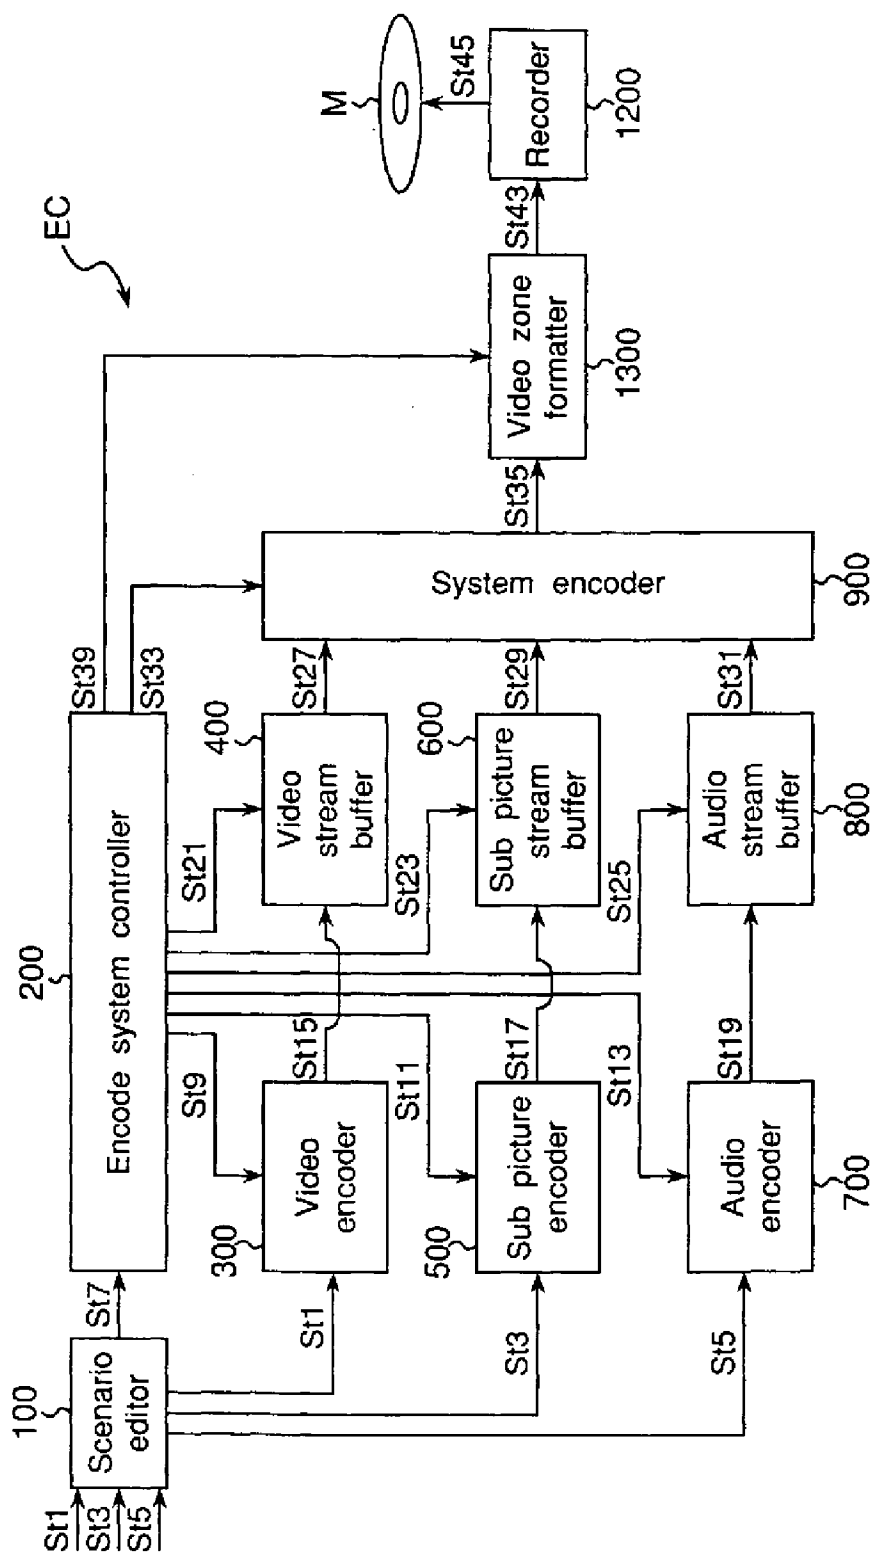 St1
St3
St5
100
Scenario
editor
St7
200
Encode system controller
St39
St33
EC
St9
St21
300
Video
encoder
St1
St15
400
Video
stream
buffer
St27
St11
St23
500
Sub picture
encoder
St3
St17
600
Sub picture
stream
buffer
St29
St13
St25
700
Audio
encoder
St5
St19
800
Audio
stream
buffer
St31
System encoder
900
St35
Video zone
formatter
1300
St43
Recorder
1200
St45
M